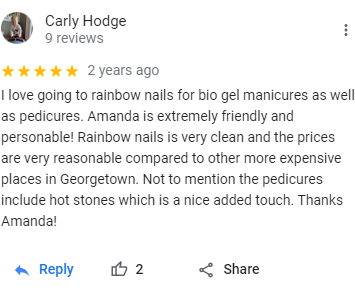 Carly Hodge
9 reviews
2 years ago
I love going to rainbow nails for bio gel manicures as well
as pedicures. Amanda is extremely friendly and
personable! Rainbow nails is very clean and the prices
are very reasonable compared to other more expensive
places in Georgetown. Not to mention the pedicures
include hot stones which is a nice added touch. Thanks
Amanda!
Reply 2 Share